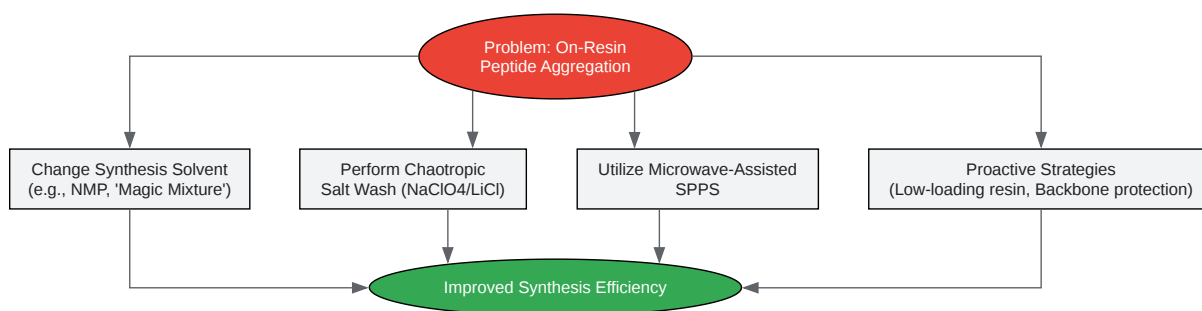 Problem: On-Resin
Peptide Aggregation
Change Synthesis Solvent
(e.g., NMP, 'Magic Mixture')
Perform Chaotropic
Salt Wash (NaClO4/LiCl)
Utilize Microwave-Assisted
SPPS
Proactive Strategies
(Low-loading resin, Backbone protection)
Improved Synthesis Efficiency